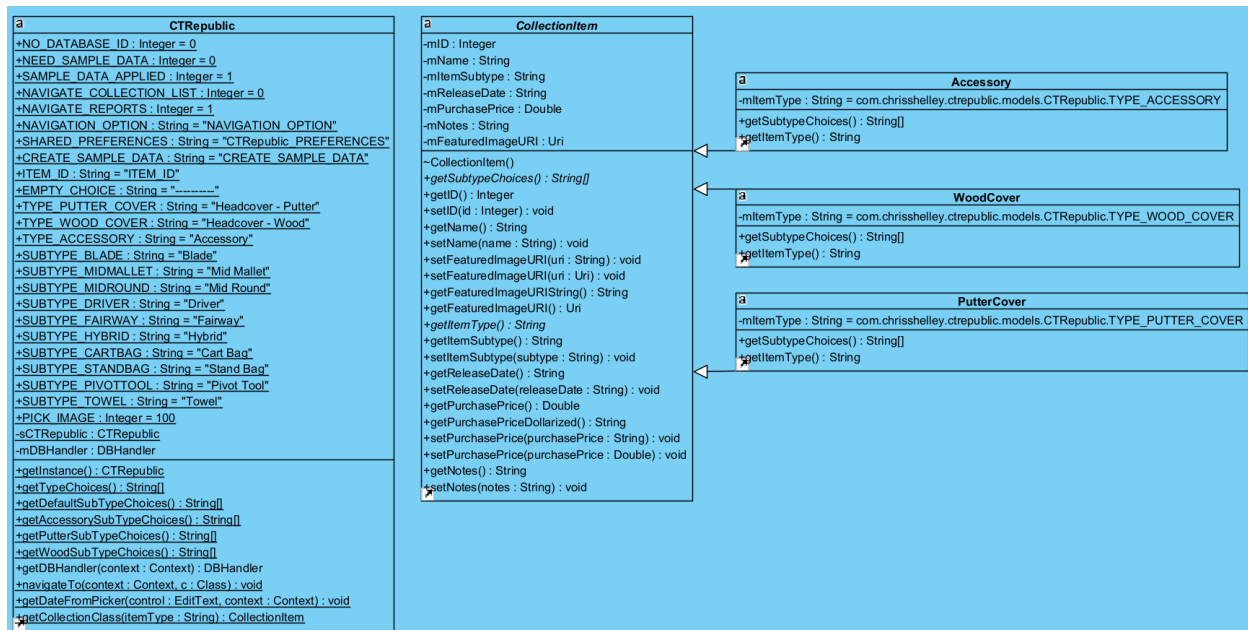 a
CTRepublic
+NO_DATABASE_ID : Integer = 0
+NEED_SAMPLE_DATA : Integer = 0
+SAMPLE_DATA_APPLIED : Integer = 1
+NAVIGATE_COLLECTION_LIST : Integer = 0
+NAVIGATE_REPORTS : Integer = 1
+NAVIGATION_OPTION : String = "NAVIGATION_OPTION"
+SHARED_PREFERENCES : String = "CTRepublic_PREFERENCES"
+CREATE_SAMPLE_DATA : String = "CREATE_SAMPLE_DATA"
+ITEM_ID : String = "ITEM_ID"
+EMPTY_CHOICE : String = "----------"
+TYPE_PUTTER_COVER : String = "Headcover - Putter"
+TYPE_WOOD_COVER : String = "Headcover - Wood"
+TYPE_ACCESSORY : String = "Accessory"
+SUBTYPE_BLADE : String = "Blade"
+SUBTYPE_MIDMALLET : String = "Mid Mallet"
+SUBTYPE_MIDROUND : String = "Mid Round"
+SUBTYPE_DRIVER : String = "Driver"
+SUBTYPE_FAIRWAY : String = "Fairway"
+SUBTYPE_HYBRID : String = "Hybrid"
+SUBTYPE_CARTBAG : String = "Cart Bag"
+SUBTYPE_STANDBAG : String = "Stand Bag"
+SUBTYPE_PIVOTTOOL : String = "Pivot Tool"
+SUBTYPE_TOWEL : String = "Towel"
+PICK_IMAGE : Integer = 100
-sCTRepublic : CTRepublic
-mDBHandler : DBHandler
+getInstance() : CTRepublic
+getTypeChoices() : String[]
+getDefaultSubTypeChoices() : String[]
+getAccessorySubTypeChoices() : String[]
+getPutterSubTypeChoices() : String[]
+getWoodSubTypeChoices() : String[]
+getDBHandler(context : Context) : DBHandler
+navigateTo(context : Context, c : Class) : void
+getDateFromPicker(control : EditText, context : Context) : void
+getCollectionClass(itemType : String) : CollectionItem
a
CollectionItem
-mID : Integer
-mName : String
-mItemSubtype : String
-mReleaseDate : String
-mPurchasePrice : Double
-mNotes : String
-mFeaturedImageURI : Uri
~CollectionItem()
+getSubtypeChoices() : String[]
+getID() : Integer
+setID(id : Integer) : void
+getName() : String
+setName(name : String) : void
+setFeaturedImageURI(uri : String) : void
+setFeaturedImageURI(uri : Uri) : void
+getFeaturedImageURIString() : String
+getFeaturedImageURI() : Uri
+getItemType() : String
+getItemSubtype() : String
+setItemSubtype(subtype : String) : void
+getReleaseDate() : String
+setReleaseDate(releaseDate : String) : void
+getPurchasePrice() : Double
+getPurchasePriceDollarized() : String
+setPurchasePrice(purchasePrice : String) : void
+setPurchasePrice(purchasePrice : Double) : void
+getNotes() : String
+setNotes(notes : String) : void
a
Accessory
-mItemType : String = com.chrisshelley.ctrepublic.models.CTRepublic.TYPE_ACCESSORY
+getSubtypeChoices() : String[]
+getItemType() : String
a
WoodCover
-mItemType : String = com.chrisshelley.ctrepublic.models.CTRepublic.TYPE_WOOD_COVER
+getSubtypeChoices() : String[]
+getItemType() : String
a
PutterCover
-mItemType : String = com.chrisshelley.ctrepublic.models.CTRepublic.TYPE_PUTTER_COVER
+getSubtypeChoices() : String[]
+getItemType() : String